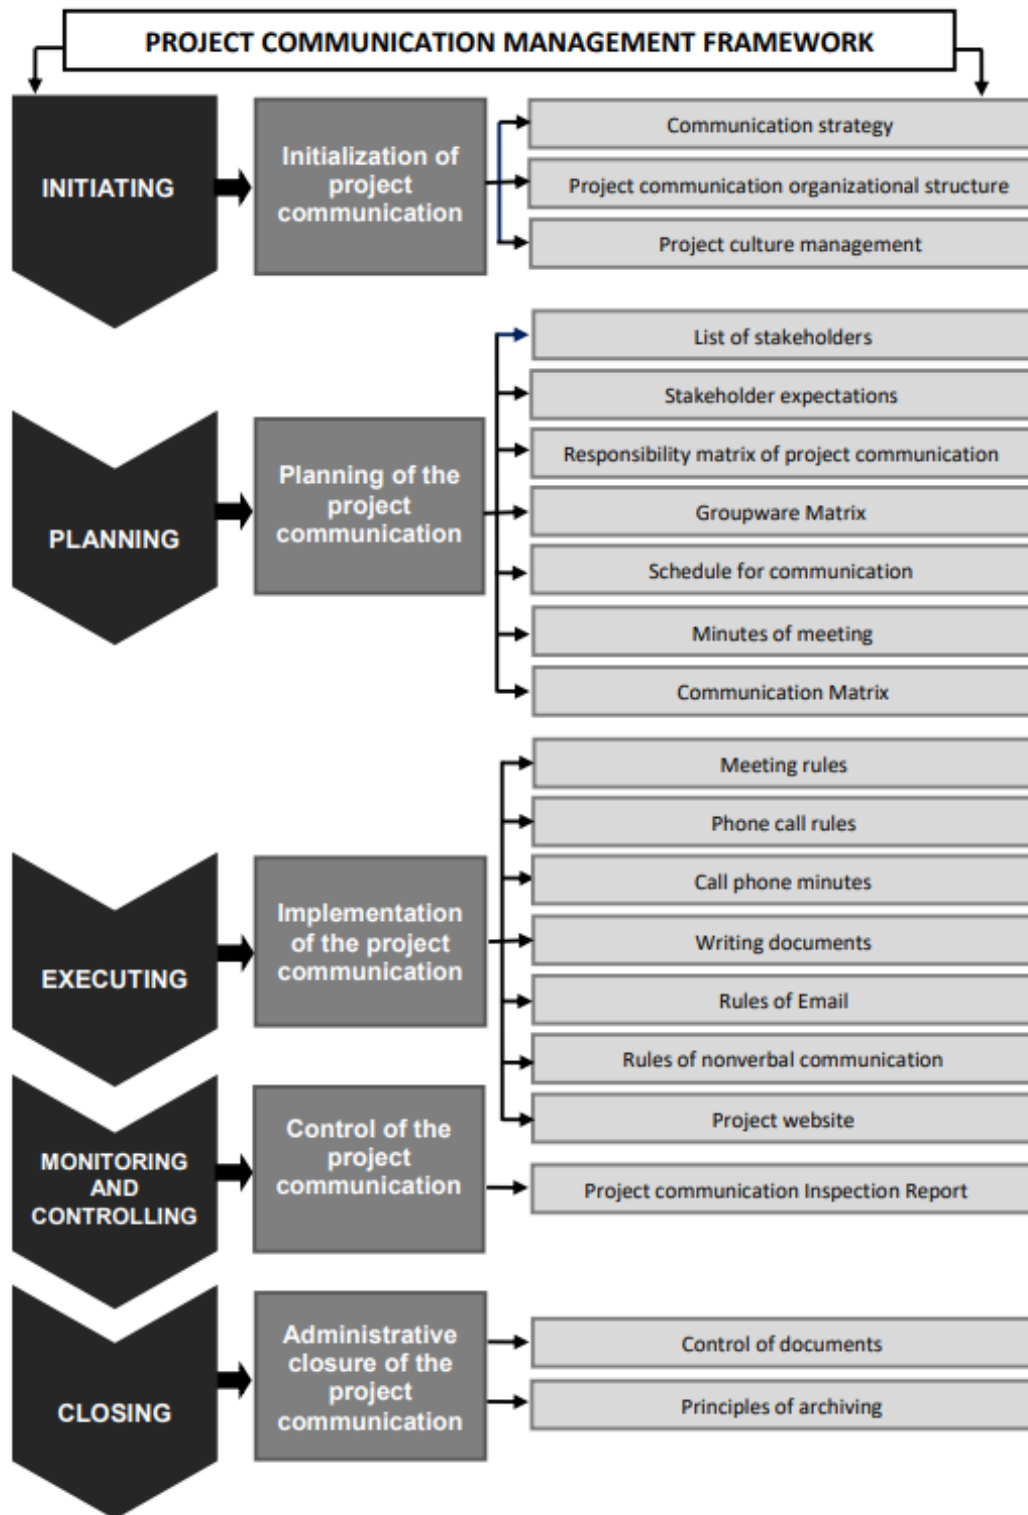 PROJECT COMMUNICATION MANAGEMENT FRAMEWORK
INITIATING
Initialization of
project
communication
Communication strategy
Project communication organizational structure
Project culture management
PLANNING
Planning of the
project
communication
List of stakeholders
Stakeholder expectations
Responsibility matrix of project communication
Groupware Matrix
Schedule for communication
Minutes of meeting
Communication Matrix
EXECUTING
Implementation
of the project
communication
Meeting rules
Phone call rules
Call phone minutes
Writing documents
Rules of Email
Rules of nonverbal communication
Project website
MONITORING
AND
CONTROLLING
Control of the
project
communication
Project communication Inspection Report
CLOSING
Administrative
closure of the
project
communication
Control of documents
Principles of archiving